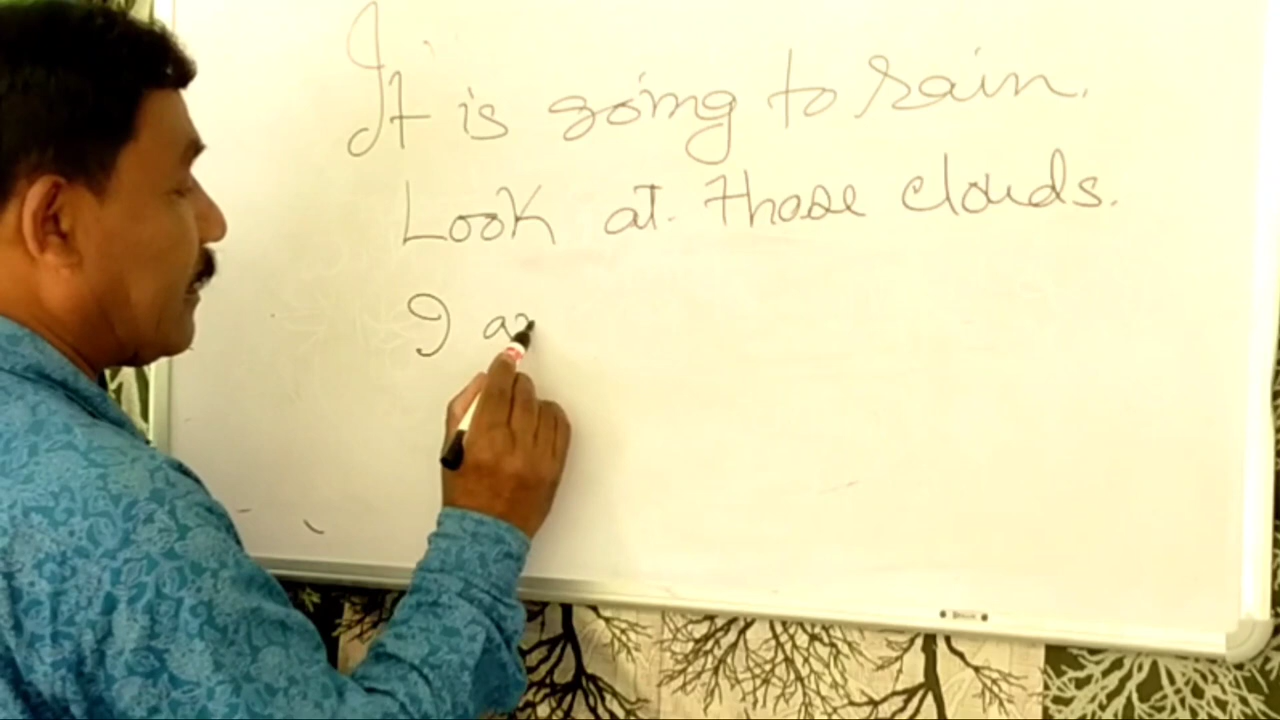 It is going to rain.
Look at those clouds.
I a